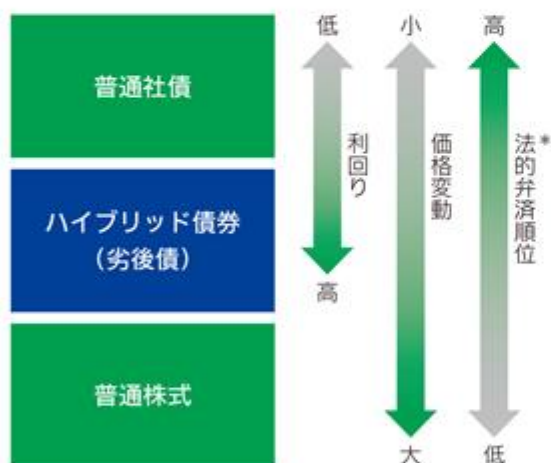 普通社債
ハイブリッド債券
（劣後債）
普通株式
低
利回り
高
小
価格変動
大
高
法的弁済順位*
低